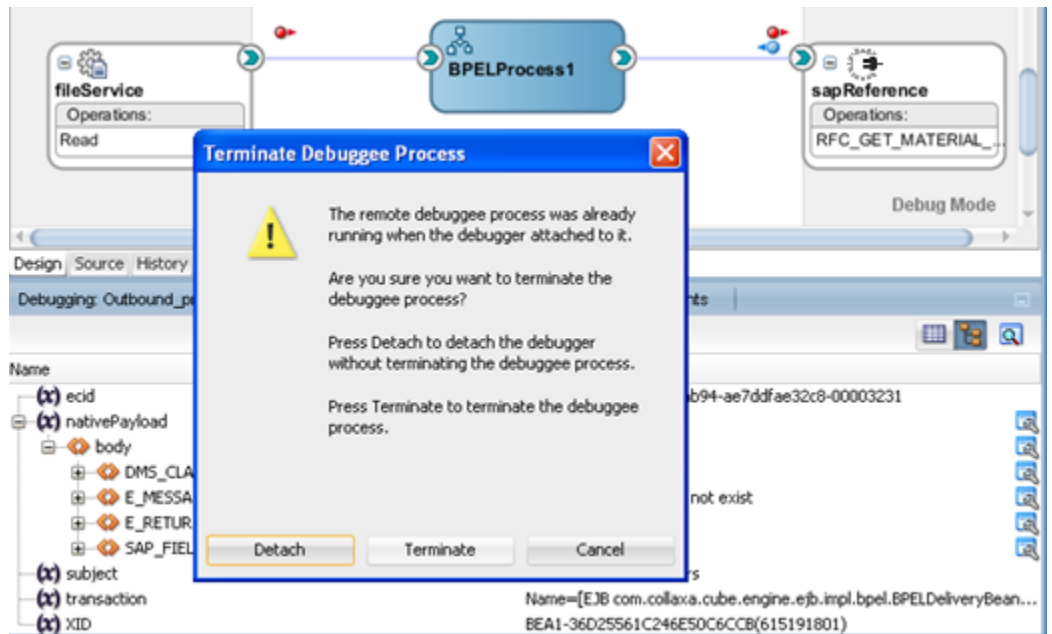 BPELProcess1
fileService
Operations:
Read
sapReference
Operations:
RFC_GET_MATERIAL_...
Debug Mode
Terminate Debuggee Process
The remote debuggee process was already
running when the debugger attached to it.
Are you sure you want to terminate the
debuggee process?
Press Detach to detach the debugger
without terminating the debuggee process.
Press Terminate to terminate the debuggee
process.
Detach Terminate Cancel
Design Source History
Debugging: Outbound_
Name
(x) ecid
ae7ddfae32c8-00003231
(x) nativePayload
body
DMS_CLA
E_MESSA
not exist
E_RETUR
SAP_FIEL
(x) subject
(x) transaction Name=[EJB com.collaxa.cube.engine.ejb.impl.bpel.BPELDeliveryBean...
(x) XID BEA1-36D25561C246E50C6CCB(615191801)